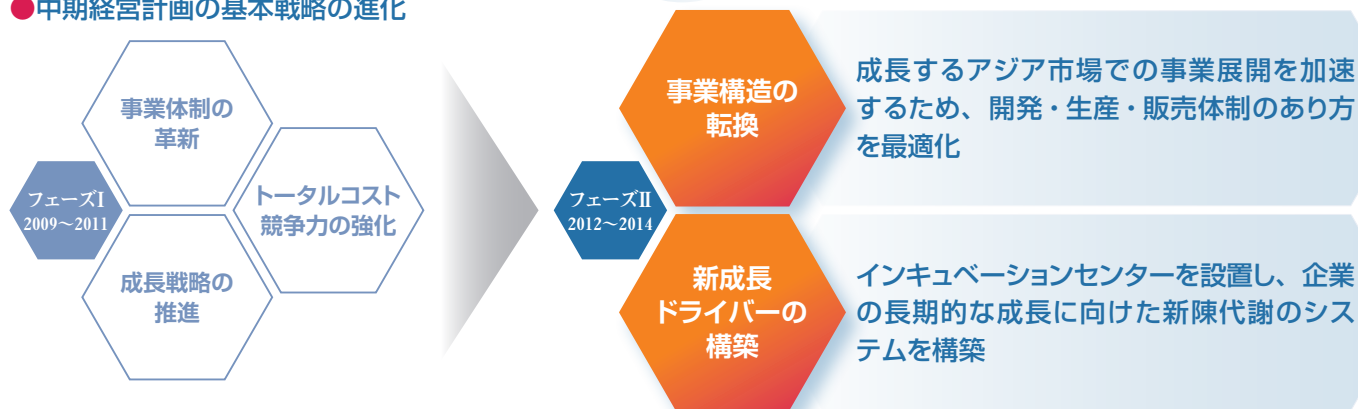 ●中期経営計画の基本戦略の進化
事業体制の
革新
フェーズⅠ
2009～2011
トータルコスト
競争力の強化
成長戦略の
推進
フェーズⅡ
2012～2014
事業構造の
転換
成長するアジア市場での事業展開を加速
するため、開発・生産・販売体制のあり方
を最適化
新成長
ドライバーの
構築
インキュベーションセンターを設置し、企業
の長期的な成長に向けた新陳代謝のシス
テムを構築